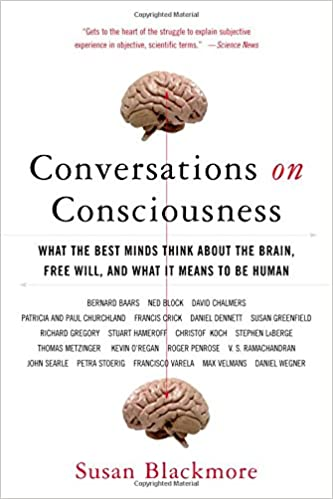 Copyrighted Material
"Gets to the heart of the struggle to explain subjective
experience in objective, scientific terms." —Science News
Conversations on
Consciousness
WHAT THE BEST MINDS THINK ABOUT THE BRAIN,
FREE WILL, AND WHAT IT MEANS TO BE HUMAN
BERNARD BAARS NED BLOCK DAVID CHALMERS
PATRICIA AND PAUL CHURCHLAND FRANCIS CRICK DANIEL DENNETT SUSAN GREENFIELD
RICHARD GREGORY STUART HAMEROFF CHRISTOF KOCH STEPHEN LaBERGE
THOMAS METZINGER KEVIN O'REGAN ROGER PENROSE V. S. RAMACHANDRAN
JOHN SEARLE PETRA STOERIG FRANCISCO VARELA MAX VELMANS DANIEL WEGNER
Susan Blackmore
Copyrighted Material